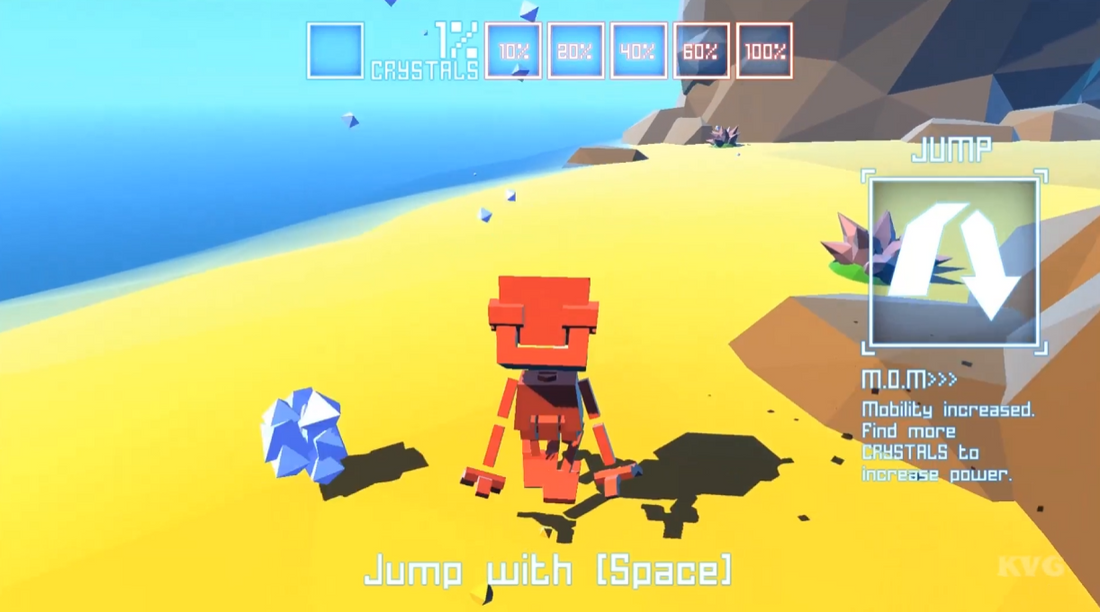 1%
CRYSTALS
10%
20%
40%
60%
100%
JUMP
M.O.M>>>
Mobility increased.
Find more
CRYSTALS to
increase power.
Jump with [Space]
KVG